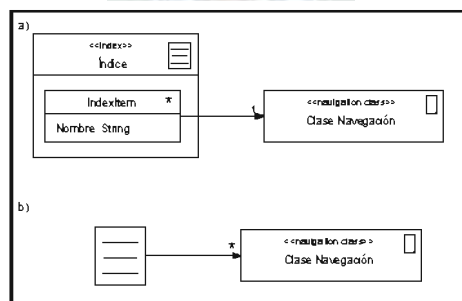 a)
<<Index>>
Índice
IndexItem *
Nombre String
1
<<navigation class>>
Clase Navegación
b)
*
<<navigation class>>
Clase Navegación